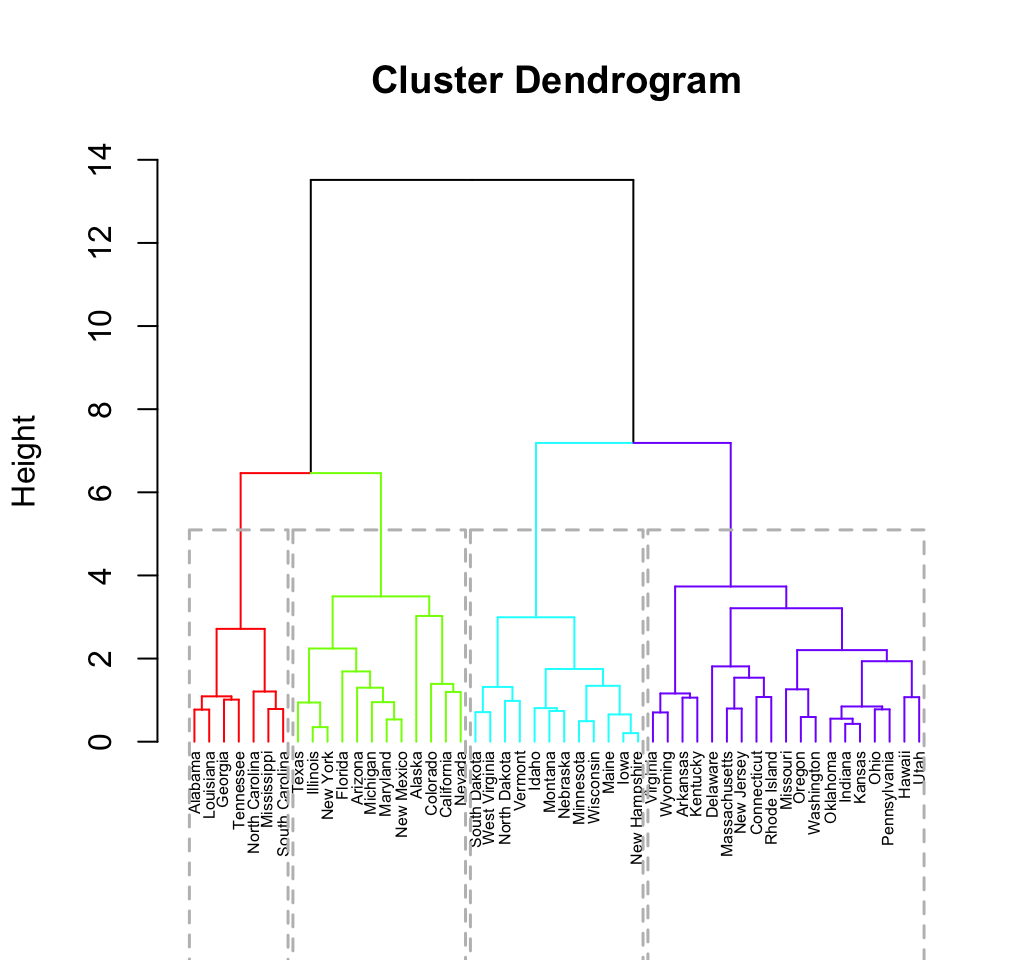 Cluster Dendrogram
Height
14
12
10
8
6
4
2
0
Alabama
Louisiana
Georgia
Tennessee
North Carolina
Mississippi
South Carolina
Texas
Illinois
New York
Florida
Arizona
Michigan
Maryland
New Mexico
Alaska
Colorado
California
Nevada
South Dakota
West Virginia
North Dakota
Vermont
Idaho
Montana
Nebraska
Minnesota
Wisconsin
Maine
Iowa
New Hampshire
Virginia
Wyoming
Arkansas
Kentucky
Delaware
Massachusetts
New Jersey
Connecticut
Rhode Island
Missouri
Oregon
Washington
Oklahoma
Indiana
Kansas
Ohio
Pennsylvania
Hawaii
Utah